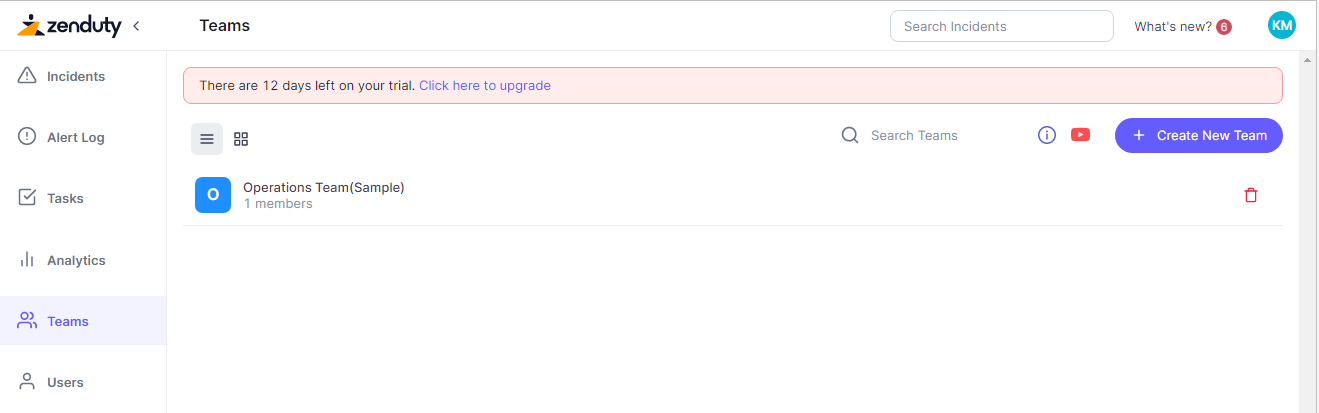 zenduty
Teams
Search Incidents
What's new? 6
KM
Incidents
Alert Log
Tasks
Analytics
Teams
Users
There are 12 days left on your trial. Click here to upgrade
Search Teams
Create New Team
O
Operations Team(Sample)
1 members